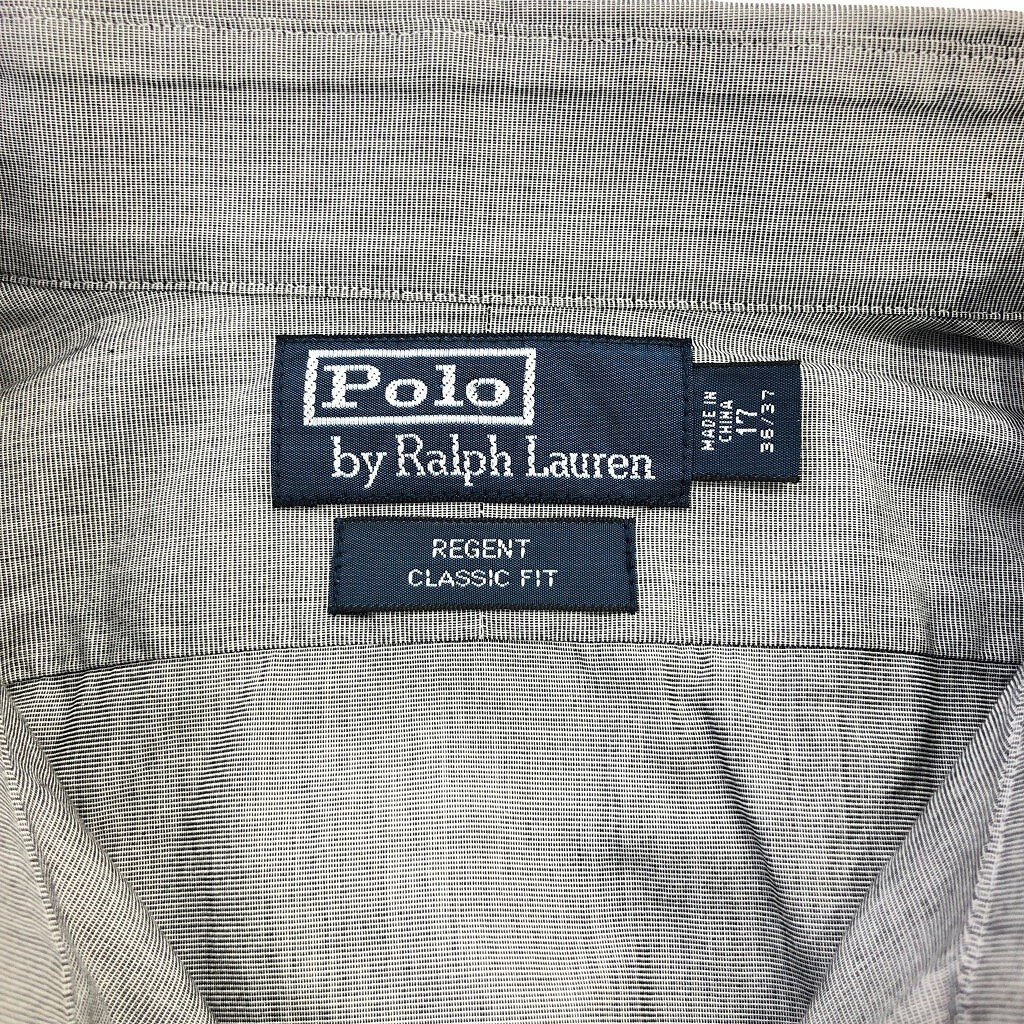 Polo
by Ralph Lauren
MADE IN
CHINA
17
36/37
REGENT
CLASSIC FIT